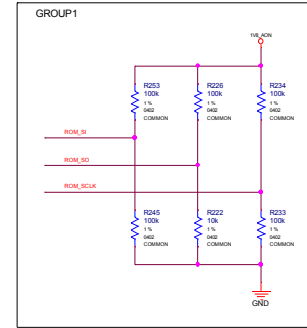 GROUP1
1V8_AON
R253
100k
1 %
0402
COMMON
R226
100k
1 %
0402
COMMON
R234
100k
1 %
0402
COMMON
ROM_SI
ROM_SO
ROM_SCLK
R245
100k
1 %
0402
COMMON
R222
10k
1 %
0402
COMMON
R233
100k
1 %
0402
COMMON
GND